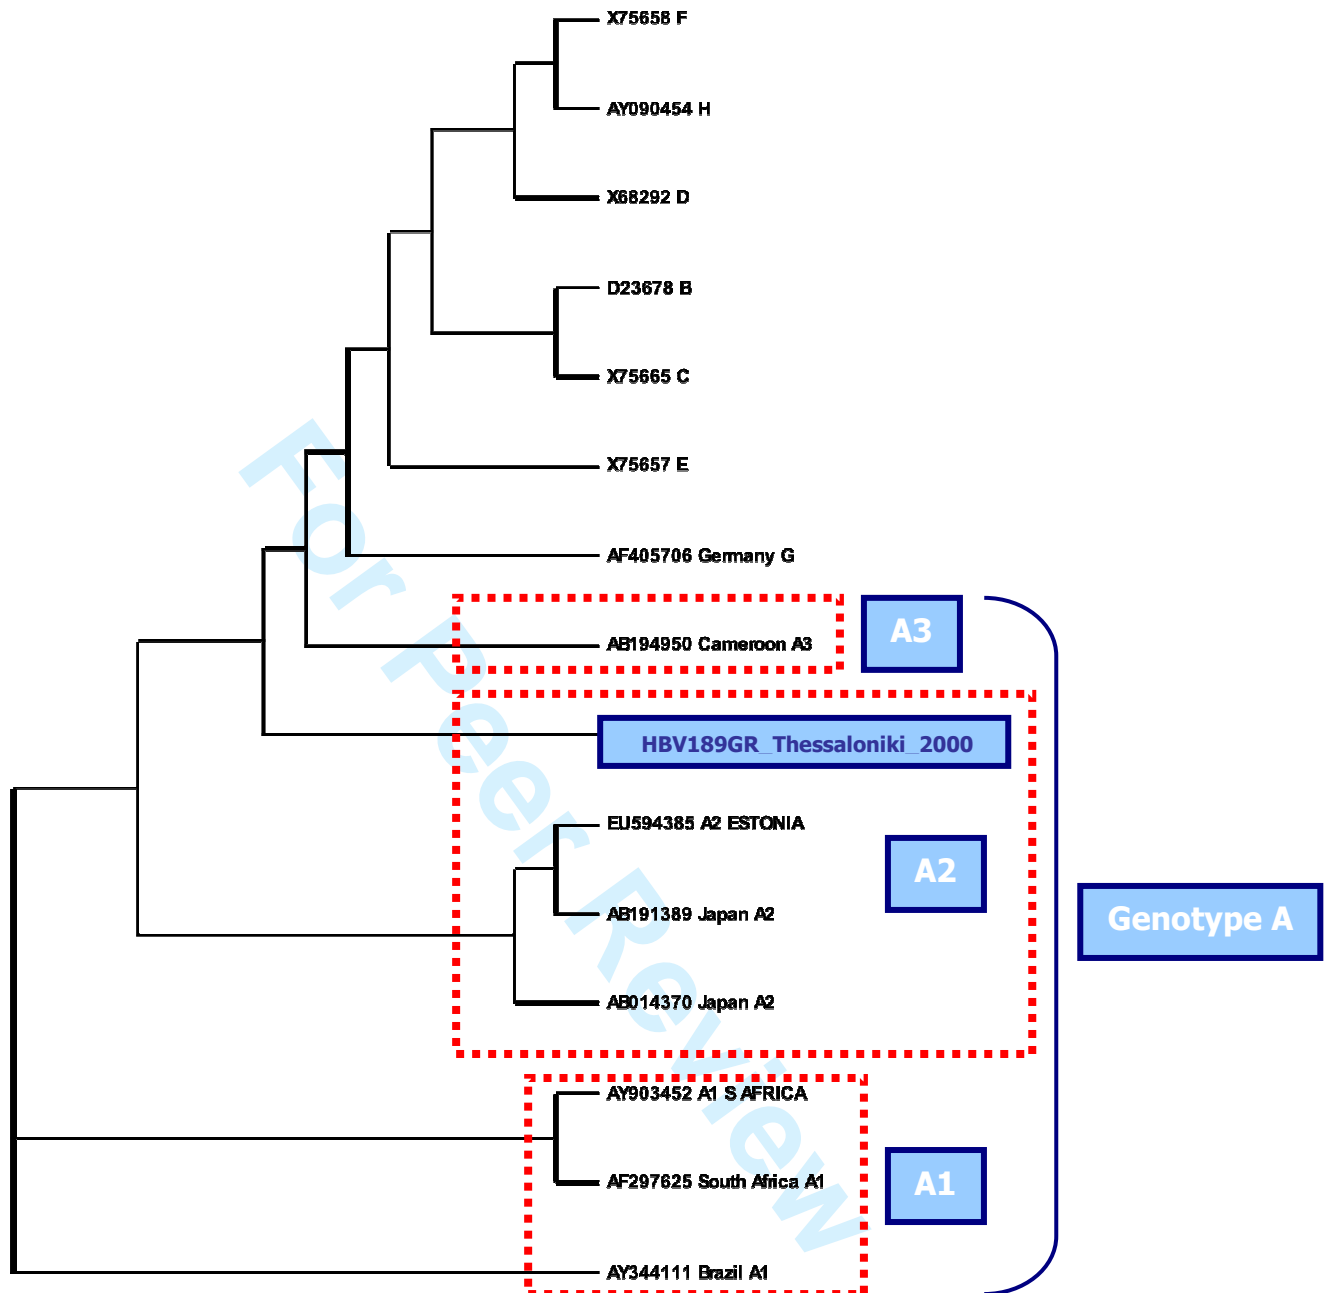 X75658 F
AY090454 H
X68292 D
D23678 B
X75665 C
X75657 E
AF405706 Germany G
AB194950 Cameroon A3
A3
HBV189GR_Thessaloniki_2000
EU594385 A2 ESTONIA
A2
AB191389 Japan A2
Genotype A
AB014370 Japan A2
AY903452 A1 S AFRICA
AF297625 South Africa A1
A1
AY344111 Brazil A1
For Peer Review